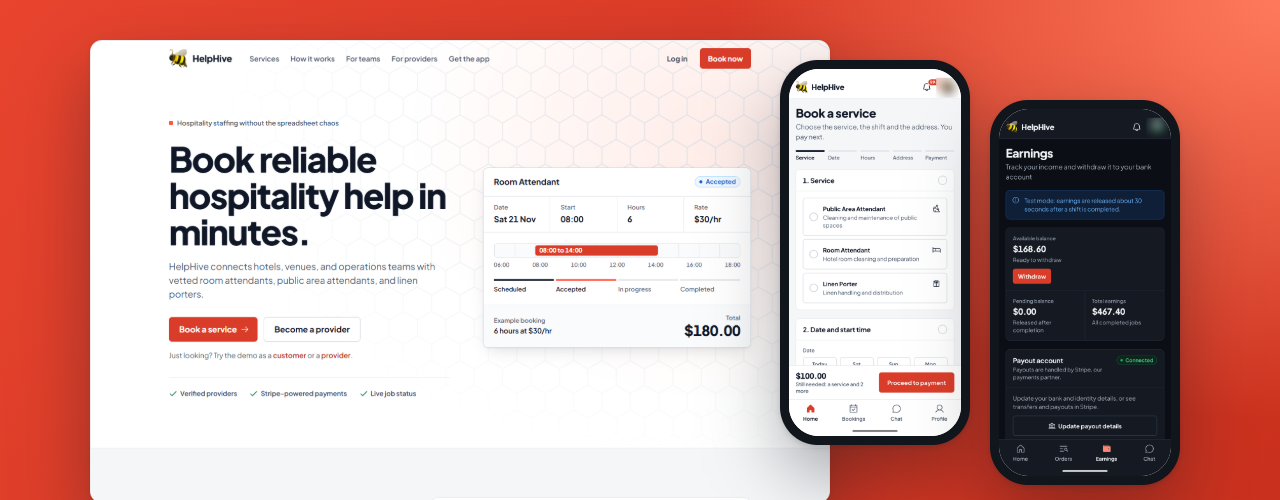 HelpHive
Services
How it works
For teams
For providers
Get the app
Log in
Book now
Hospitality staffing without the spreadsheet chaos
Book reliable
hospitality help in
minutes.
HelpHive connects hotels, venues, and operations teams with
vetted room attendants, public area attendants, and linen
porters.
Book a service →
Become a provider
Just looking? Try the demo as a customer or a provider.
Verified providers
Stripe-powered payments
Live job status
Room Attendant
Accepted
Date
Start
Hours
Rate
Sat 21 Nov
08:00
6
$30/hr
08:00 to 14:00
06:00
08:00
10:00
12:00
14:00
16:00
18:00
Scheduled
Accepted
In progress
Completed
Example booking
6 hours at $30/hr
Total
$180.00
HelpHive
Book a service
Choose the service, the shift and the address. You
pay next.
Service
Date
Hours
Address
Payment
1. Service
Public Area Attendant
Cleaning and maintenance of public
spaces
Room Attendant
Hotel room cleaning and preparation
Linen Porter
Linen handling and distribution
2. Date and start time
Date
Today
Sat
Sun
Mon
$100.00
Still needed: a service and 2
more
Proceed to payment
Home
Bookings
Chat
Profile
HelpHive
Earnings
Track your income and withdraw it to your bank
account
Test mode: earnings are released about 30
seconds after a shift is completed.
Available balance
$168.60
Ready to withdraw
Withdraw
Pending balance
$0.00
Released after
completion
Total earnings
$467.40
All completed jobs
Payout account
Connected
Payouts are handled by Stripe, our
payments partner.
Update your bank and identity details, or see
transfers and payouts in Stripe.
Update payout details
Home
Orders
Earnings
Chat